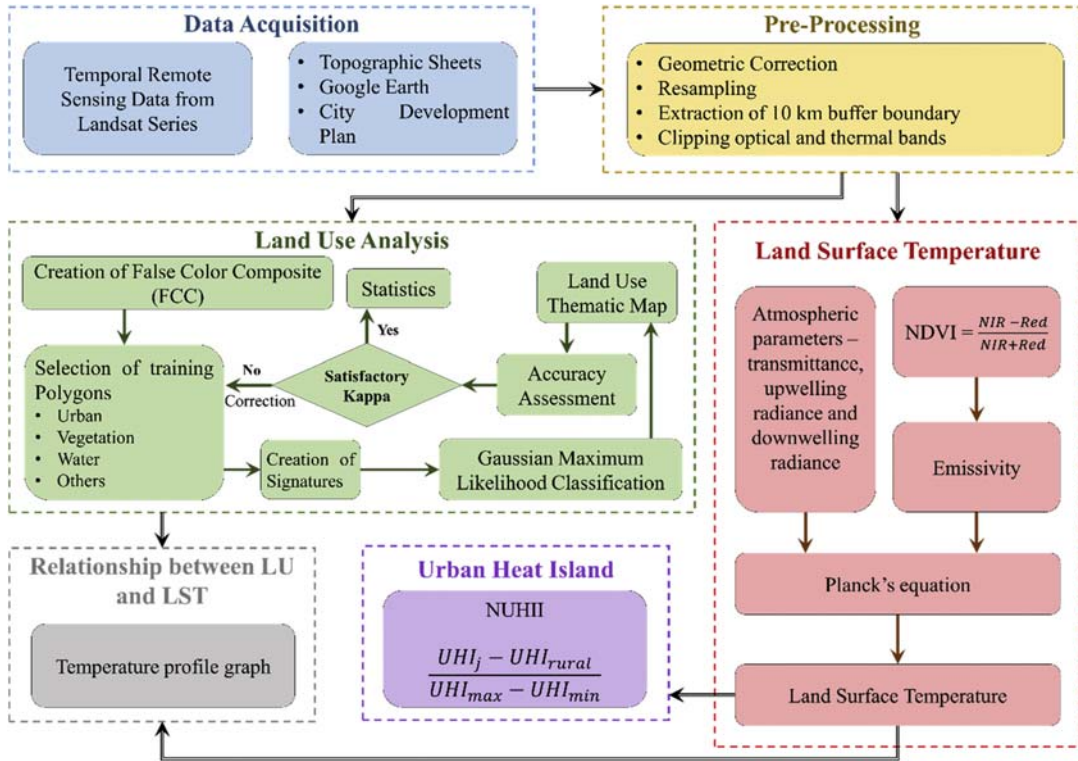 Data Acquisition
Temporal Remote
Sensing Data from
Landsat Series
• Topographic Sheets
• Google Earth
• City Development
Plan
Pre-Processing
• Geometric Correction
• Resampling
• Extraction of 10 km buffer boundary
• Clipping optical and thermal bands
Land Use Analysis
Creation of False Color Composite
(FCC)
Statistics
Land Use
Thematic Map
Yes
Selection of training
Polygons
• Urban
• Vegetation
• Water
• Others
No
Correction
Satisfactory
Kappa
Accuracy
Assessment
Creation of
Signatures
Gaussian Maximum
Likelihood Classification
Land Surface Temperature
Atmospheric
parameters –
transmittance,
upwelling
radiance and
downwelling
radiance
NDVI = (NIR − Red)/(NIR+Red)
Emissivity
Planck's equation
Land Surface Temperature
Relationship between LU
and LST
Temperature profile graph
Urban Heat Island
NUHII
UHI_j − UHI_rural
UHI_max − UHI_min